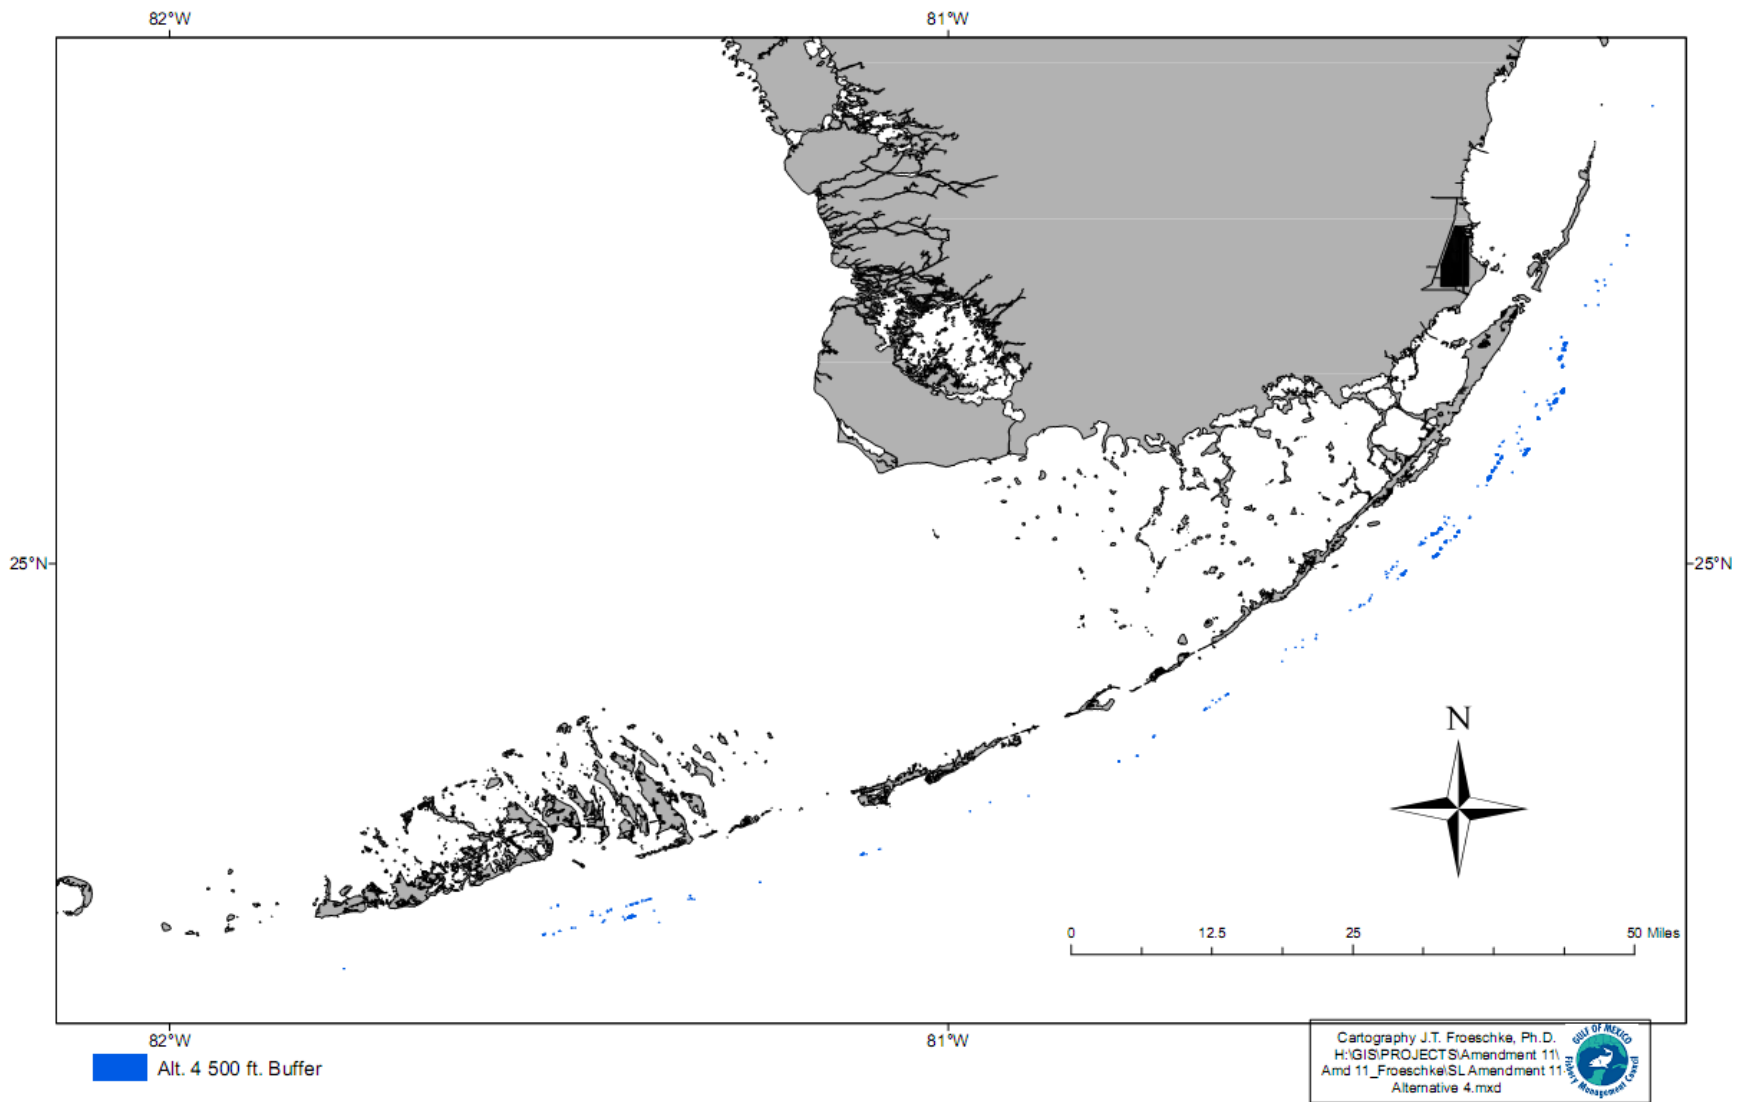 82°W 81°W
25°N 25°N
N
0 12.5 25 50 Miles
82°W 81°W
Alt. 4 500 ft. Buffer
Cartography J.T. Froeschke, Ph.D.
H:\GIS\PROJECTS\Amendment 11\
Amd 11_Froeschke\SL Amendment 11-
Alternative 4.mxd
GULF OF MEXICO
Fishery Management Council